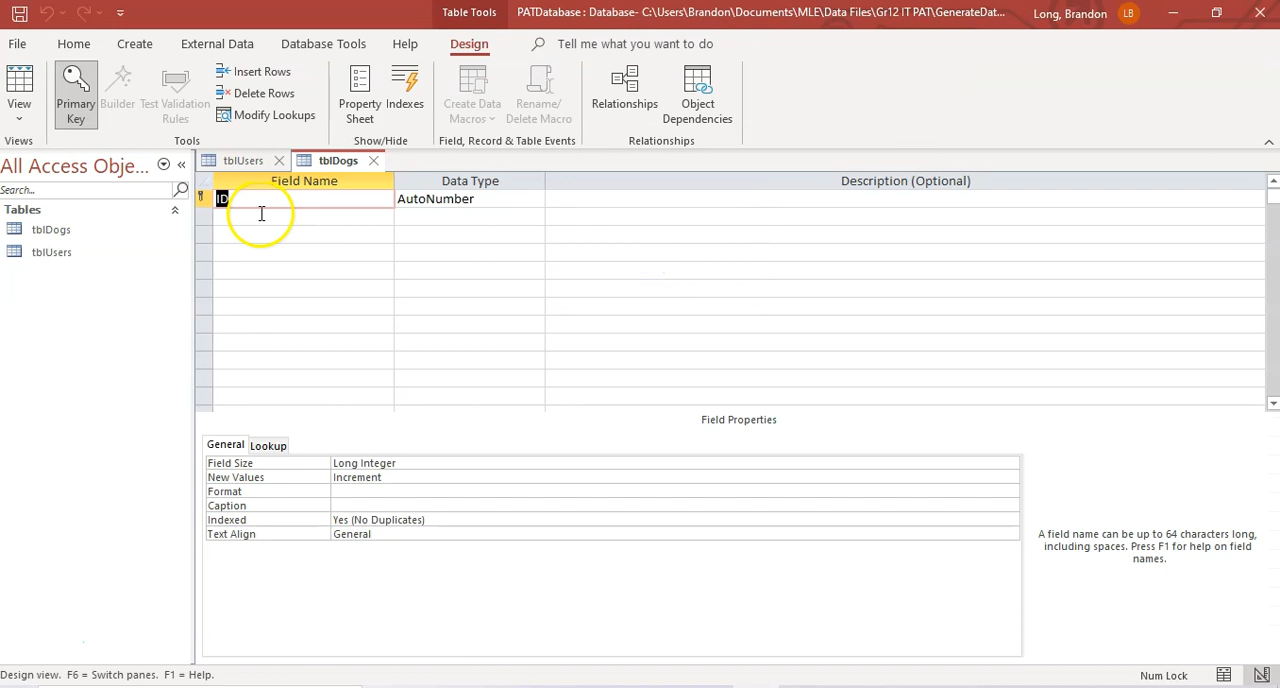 Table Tools
PATDatabase : Database- C:\Users\Brandon\Documents\MLE\Data Files\Gr12 IT PAT\GenerateDat...
Long, Brandon
LB
File
Home
Create
External Data
Database Tools
Help
Design
Tell me what you want to do
View
Primary
Key
Builder
Test Validation
Rules
Insert Rows
Delete Rows
Modify Lookups
Property
Sheet
Indexes
Create Data
Macros
Rename/
Delete Macro
Relationships
Object
Dependencies
Views
Tools
Show/Hide
Field, Record & Table Events
Relationships
All Access Obje...
Search...
Tables
tblDogs
tblUsers
tblUsers
tblDogs
Field Name
Data Type
Description (Optional)
ID
AutoNumber
Field Properties
General
Lookup
Field Size
Long Integer
New Values
Increment
Format
Caption
Indexed
Yes (No Duplicates)
Text Align
General
A field name can be up to 64 characters long,
including spaces. Press F1 for help on field
names.
Design view.  F6 = Switch panes.  F1 = Help.
Num Lock